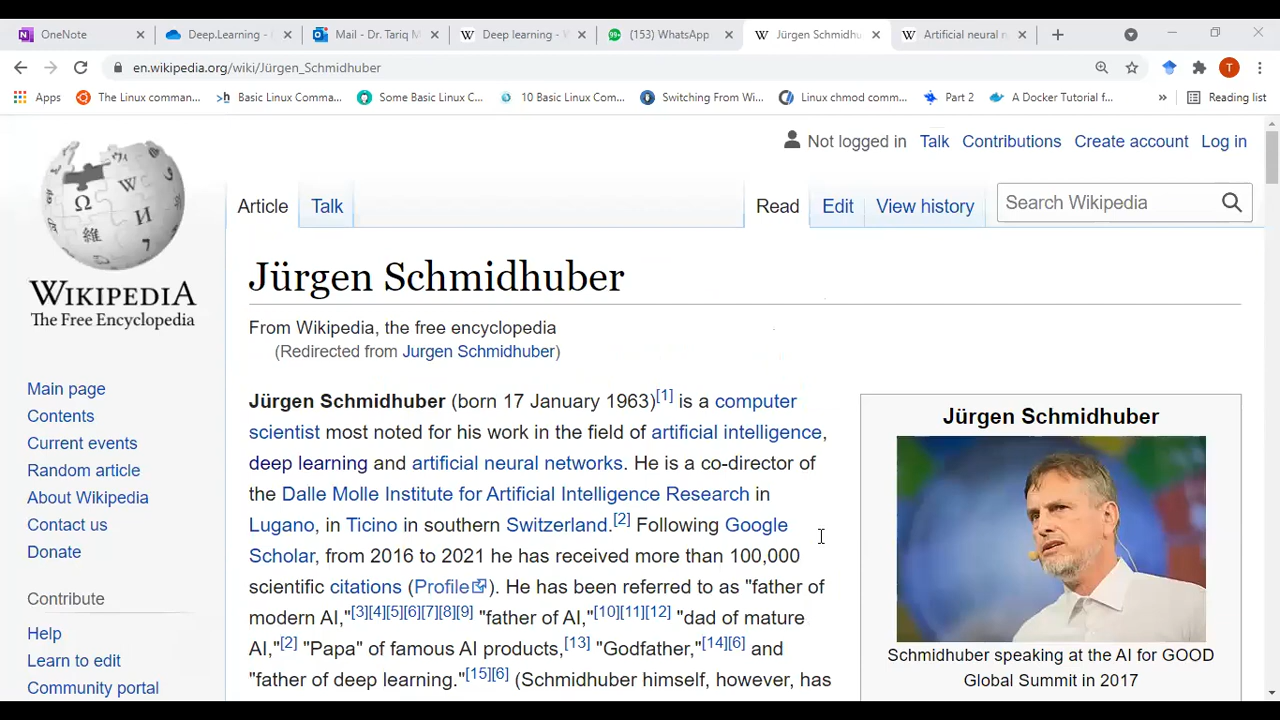 OneNote
Deep.Learning -
Mail - Dr. Tariq M
Deep learning - W
(153) WhatsApp
Jürgen Schmidhu
Artificial neural n
en.wikipedia.org/wiki/Jürgen_Schmidhuber
T
Apps
The Linux comman...
Basic Linux Comma...
Some Basic Linux C...
10 Basic Linux Com...
Switching From Wi...
Linux chmod comm...
Part 2
A Docker Tutorial f...
»
Reading list
Not logged in Talk Contributions Create account Log in
Article Talk Read Edit View history Search Wikipedia
WIKIPEDIA
The Free Encyclopedia
Main page
Contents
Current events
Random article
About Wikipedia
Contact us
Donate
Contribute
Help
Learn to edit
Community portal
Jürgen Schmidhuber
From Wikipedia, the free encyclopedia
(Redirected from Jurgen Schmidhuber)
Jürgen Schmidhuber (born 17 January 1963)[1] is a computer
scientist most noted for his work in the field of artificial intelligence,
deep learning and artificial neural networks. He is a co-director of
the Dalle Molle Institute for Artificial Intelligence Research in
Lugano, in Ticino in southern Switzerland.[2] Following Google
Scholar, from 2016 to 2021 he has received more than 100,000
scientific citations (Profile). He has been referred to as "father of
modern AI,"[3][4][5][6][7][8][9] "father of AI,"[10][11][12] "dad of mature
AI,"[2] "Papa" of famous AI products,[13] "Godfather,"[14][6] and
"father of deep learning."[15][6] (Schmidhuber himself, however, has
Jürgen Schmidhuber
Schmidhuber speaking at the AI for GOOD
Global Summit in 2017